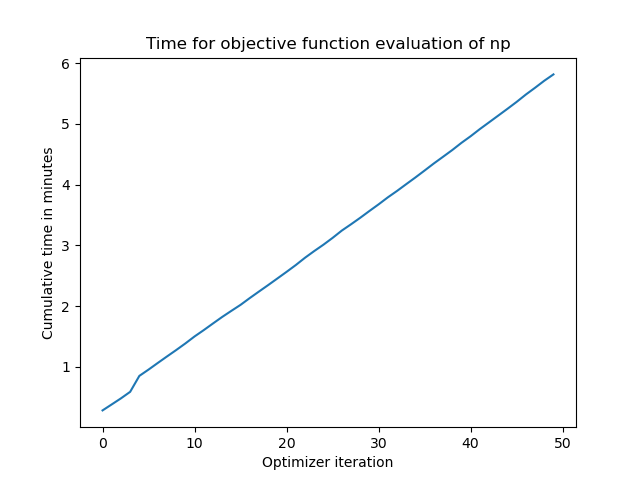 Time for objective function evaluation of np
Cumulative time in minutes
6
5
4
3
2
1
0 10 20 30 40 50
Optimizer iteration